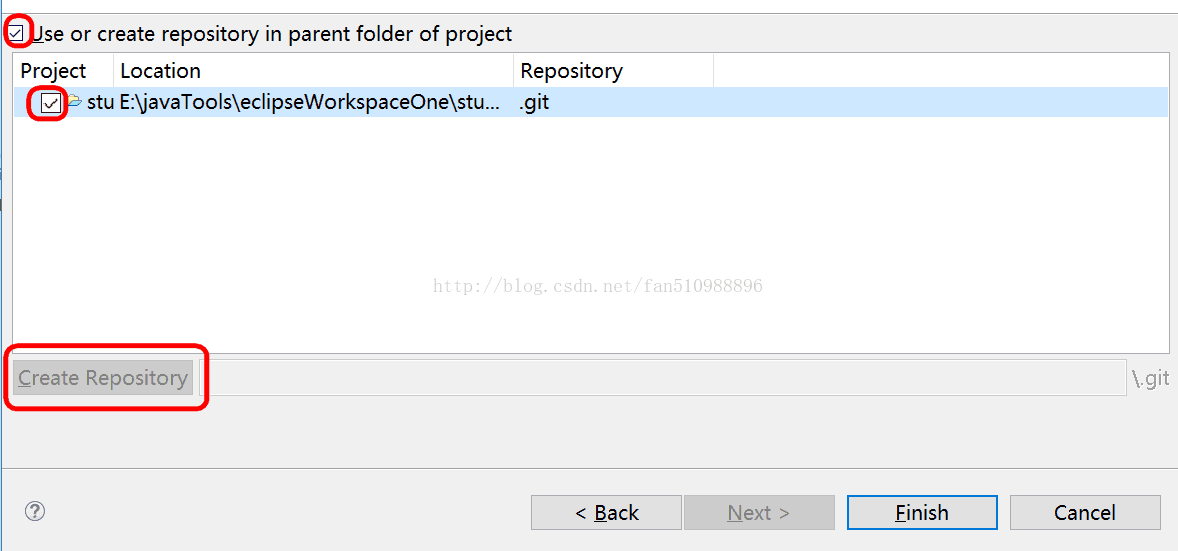 Use or create repository in parent folder of project
Project Location Repository
stu E:\javaTools\eclipseWorkspaceOne\stu... .git
http://blog.csdn.net/fan510988896
Create Repository \.git
? < Back Next > Finish Cancel